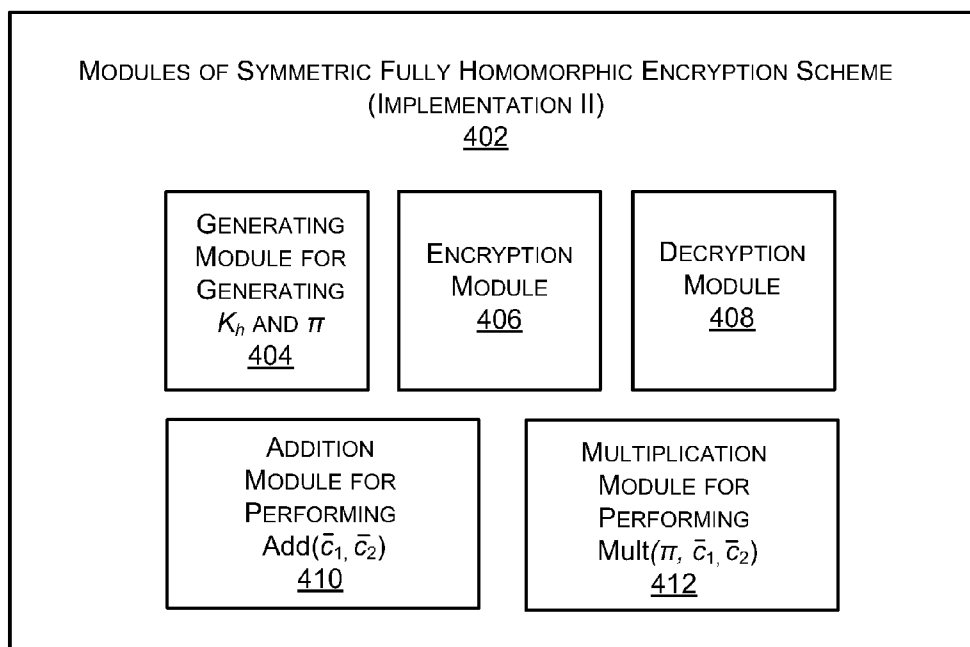 MODULES OF SYMMETRIC FULLY HOMOMORPHIC ENCRYPTION SCHEME
(IMPLEMENTATION II)
402
GENERATING
MODULE FOR
GENERATING
Kh AND π
404
ENCRYPTION
MODULE
406
DECRYPTION
MODULE
408
ADDITION
MODULE FOR
PERFORMING
Add(c̄1, c̄2)
410
MULTIPLICATION
MODULE FOR
PERFORMING
Mult(π, c̄1, c̄2)
412